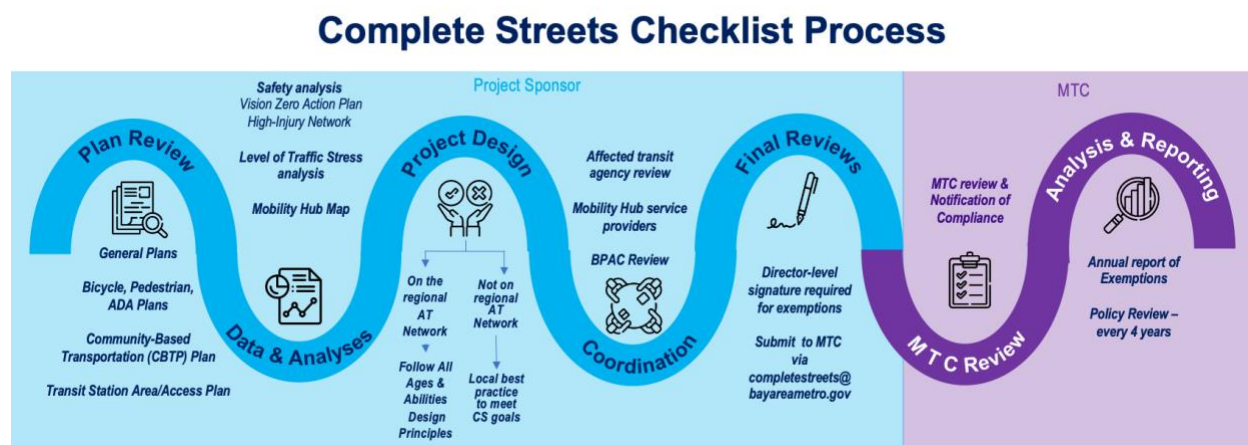 Complete Streets Checklist Process
Project Sponsor
MTC
Plan Review
General Plans
Bicycle, Pedestrian,
ADA Plans
Community-Based
Transportation (CBTP) Plan
Transit Station Area/Access Plan
Safety analysis
Vision Zero Action Plan
High-Injury Network
Level of Traffic Stress
analysis
Mobility Hub Map
Data & Analyses
Project Design
On the
regional
AT
Network
Follow All
Ages &
Abilities
Design
Principles
Not on
regional
AT
Network
Local best
practice
to meet
CS goals
Affected transit
agency review
Mobility Hub service
providers
BPAC Review
Coordination
Final Reviews
Director-level
signature required
for exemptions
Submit to MTC
via
completestreets@
bayareametro.gov
MTC review &
Notification of
Compliance
MTC Review
Analysis & Reporting
Annual report of
Exemptions
Policy Review –
every 4 years